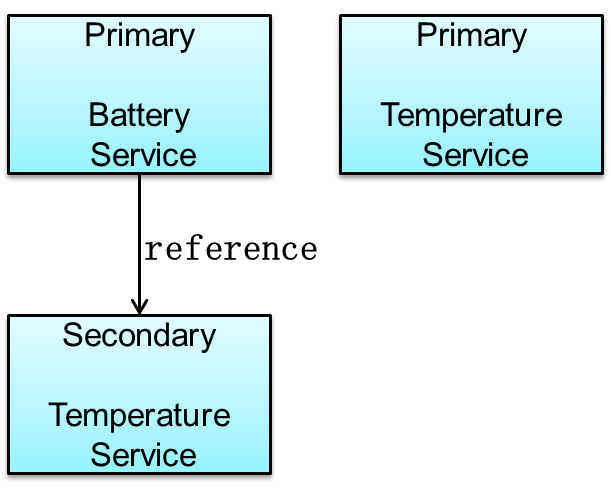 Primary
Battery
Service
Primary
Temperature
Service
reference
Secondary
Temperature
Service